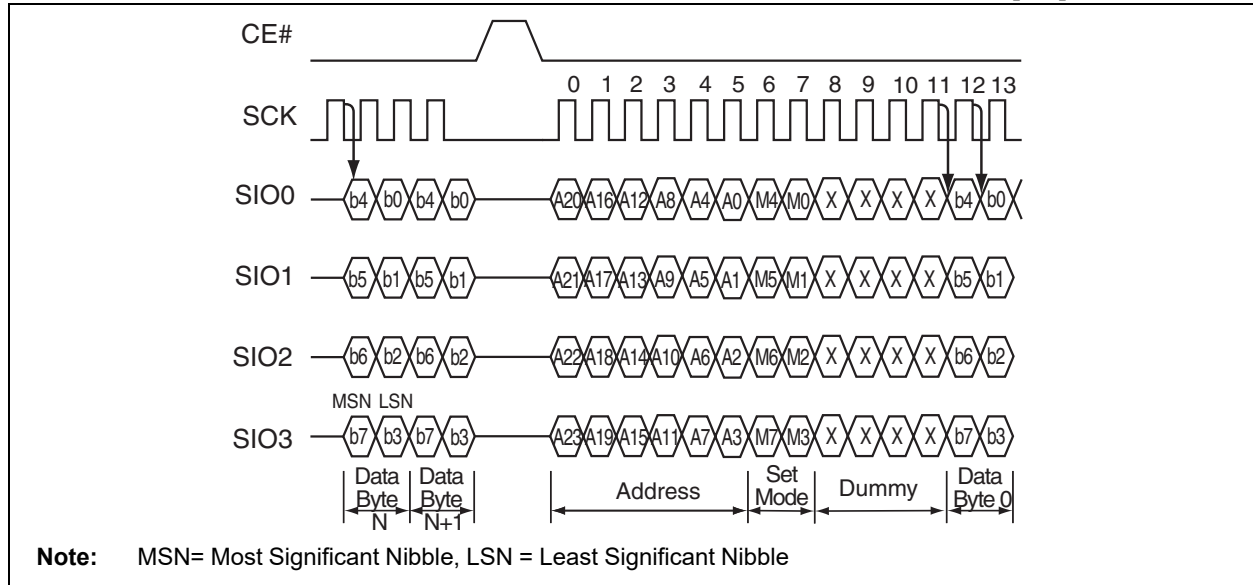 CE#
0 1 2 3 4 5 6 7 8 9 10 11 12 13
SCK
SIO0 b4 b0 b4 b0 A20 A16 A12 A8 A4 A0 M4 M0 X X X X b4 b0
SIO1 b5 b1 b5 b1 A21 A17 A13 A9 A5 A1 M5 M1 X X X X b5 b1
SIO2 b6 b2 b6 b2 A22 A18 A14 A10 A6 A2 M6 M2 X X X X b6 b2
MSN LSN
SIO3 b7 b3 b7 b3 A23 A19 A15 A11 A7 A3 M7 M3 X X X X b7 b3
Data Byte N
Data Byte N+1
Address
Set Mode
Dummy
Data Byte 0
Note: MSN= Most Significant Nibble, LSN = Least Significant Nibble